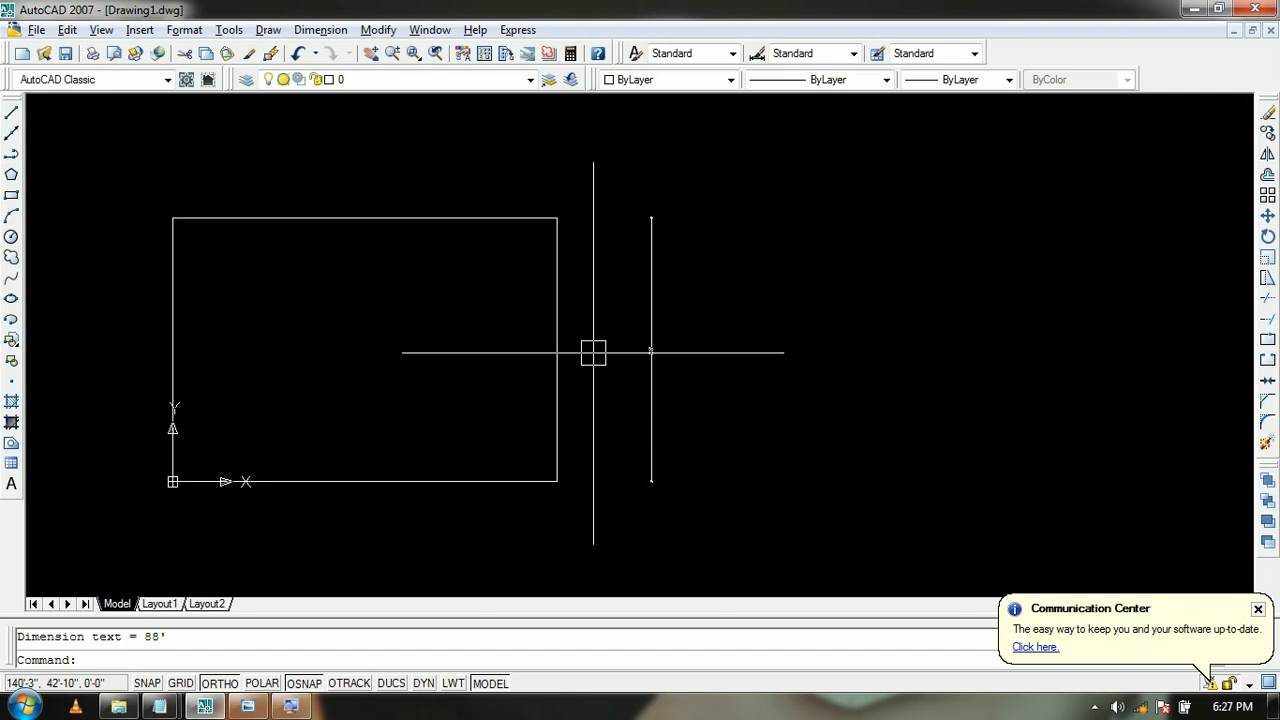 AutoCAD 2007 - [Drawing1.dwg]
File Edit View Insert Format Tools Draw Dimension Modify Window Help Express
Standard Standard Standard
AutoCAD Classic 0 ByLayer ByLayer ByLayer ByColor
A
Y
X
Model Layout1 Layout2
Communication Center
The easy way to keep you and your software up-to-date.
Click here.
Dimension text = 88'
Command:
140'-3", 42'-10", 0'-0" SNAP GRID ORTHO POLAR OSNAP OTRACK DUCS DYN LWT MODEL
6:27 PM